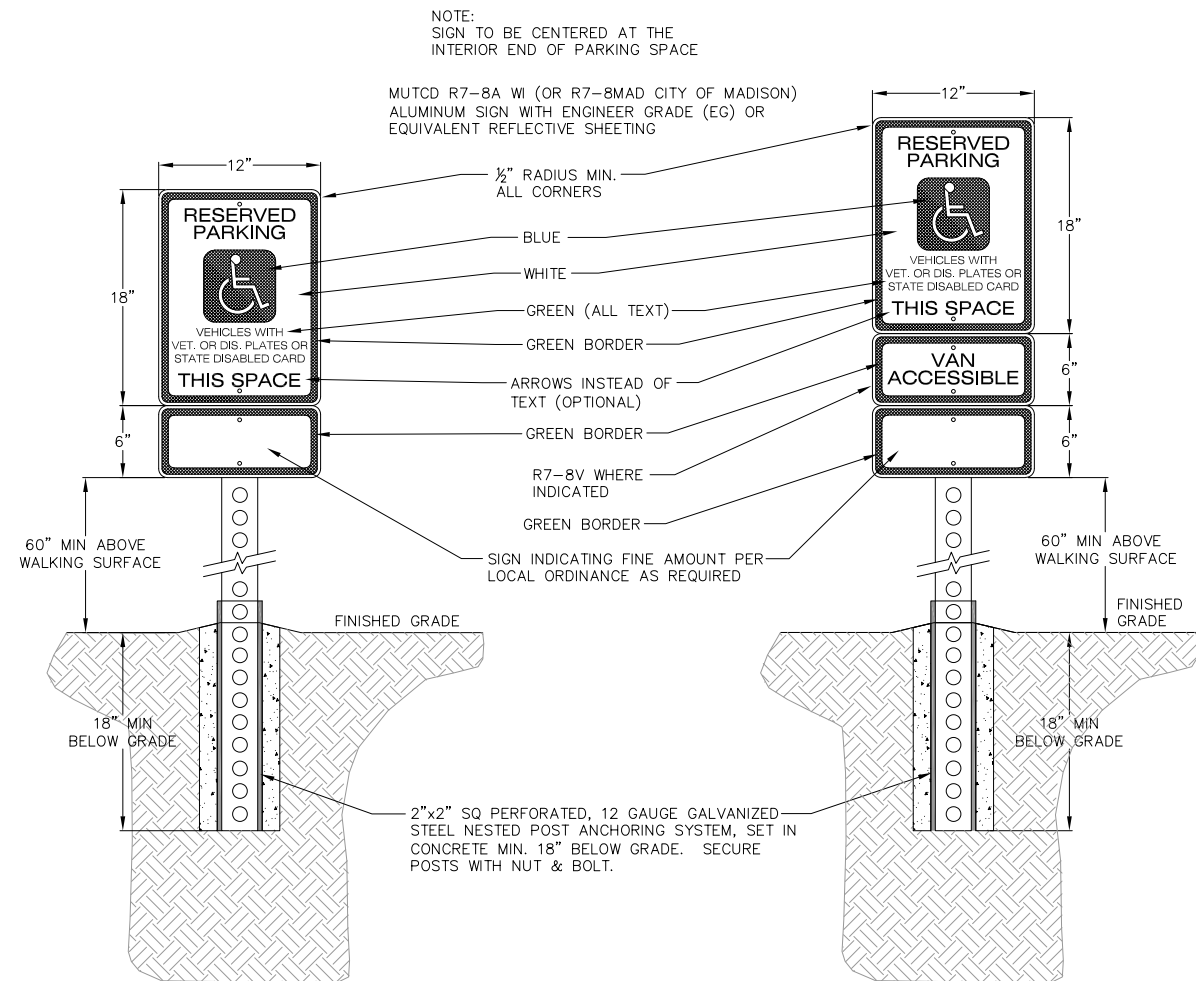 NOTE:
SIGN TO BE CENTERED AT THE
INTERIOR END OF PARKING SPACE
MUTCD R7-8A WI (OR R7-8MAD CITY OF MADISON)
ALUMINUM SIGN WITH ENGINEER GRADE (EG) OR
EQUIVALENT REFLECTIVE SHEETING
12"
18"
RESERVED
PARKING
VEHICLES WITH
VET. OR DIS. PLATES OR
STATE DISABLED CARD
THIS SPACE
6"
60" MIN ABOVE
WALKING SURFACE
FINISHED GRADE
18" MIN
BELOW GRADE
½" RADIUS MIN.
ALL CORNERS
BLUE
WHITE
GREEN (ALL TEXT)
GREEN BORDER
ARROWS INSTEAD OF
TEXT (OPTIONAL)
GREEN BORDER
R7-8V WHERE
INDICATED
GREEN BORDER
SIGN INDICATING FINE AMOUNT PER
LOCAL ORDINANCE AS REQUIRED
2"x2" SQ PERFORATED, 12 GAUGE GALVANIZED
STEEL NESTED POST ANCHORING SYSTEM, SET IN
CONCRETE MIN. 18" BELOW GRADE. SECURE
POSTS WITH NUT & BOLT.
12"
RESERVED
PARKING
VEHICLES WITH
VET. OR DIS. PLATES OR
STATE DISABLED CARD
THIS SPACE
18"
VAN
ACCESSIBLE
6"
6"
60" MIN ABOVE
WALKING SURFACE
FINISHED
GRADE
18" MIN
BELOW GRADE